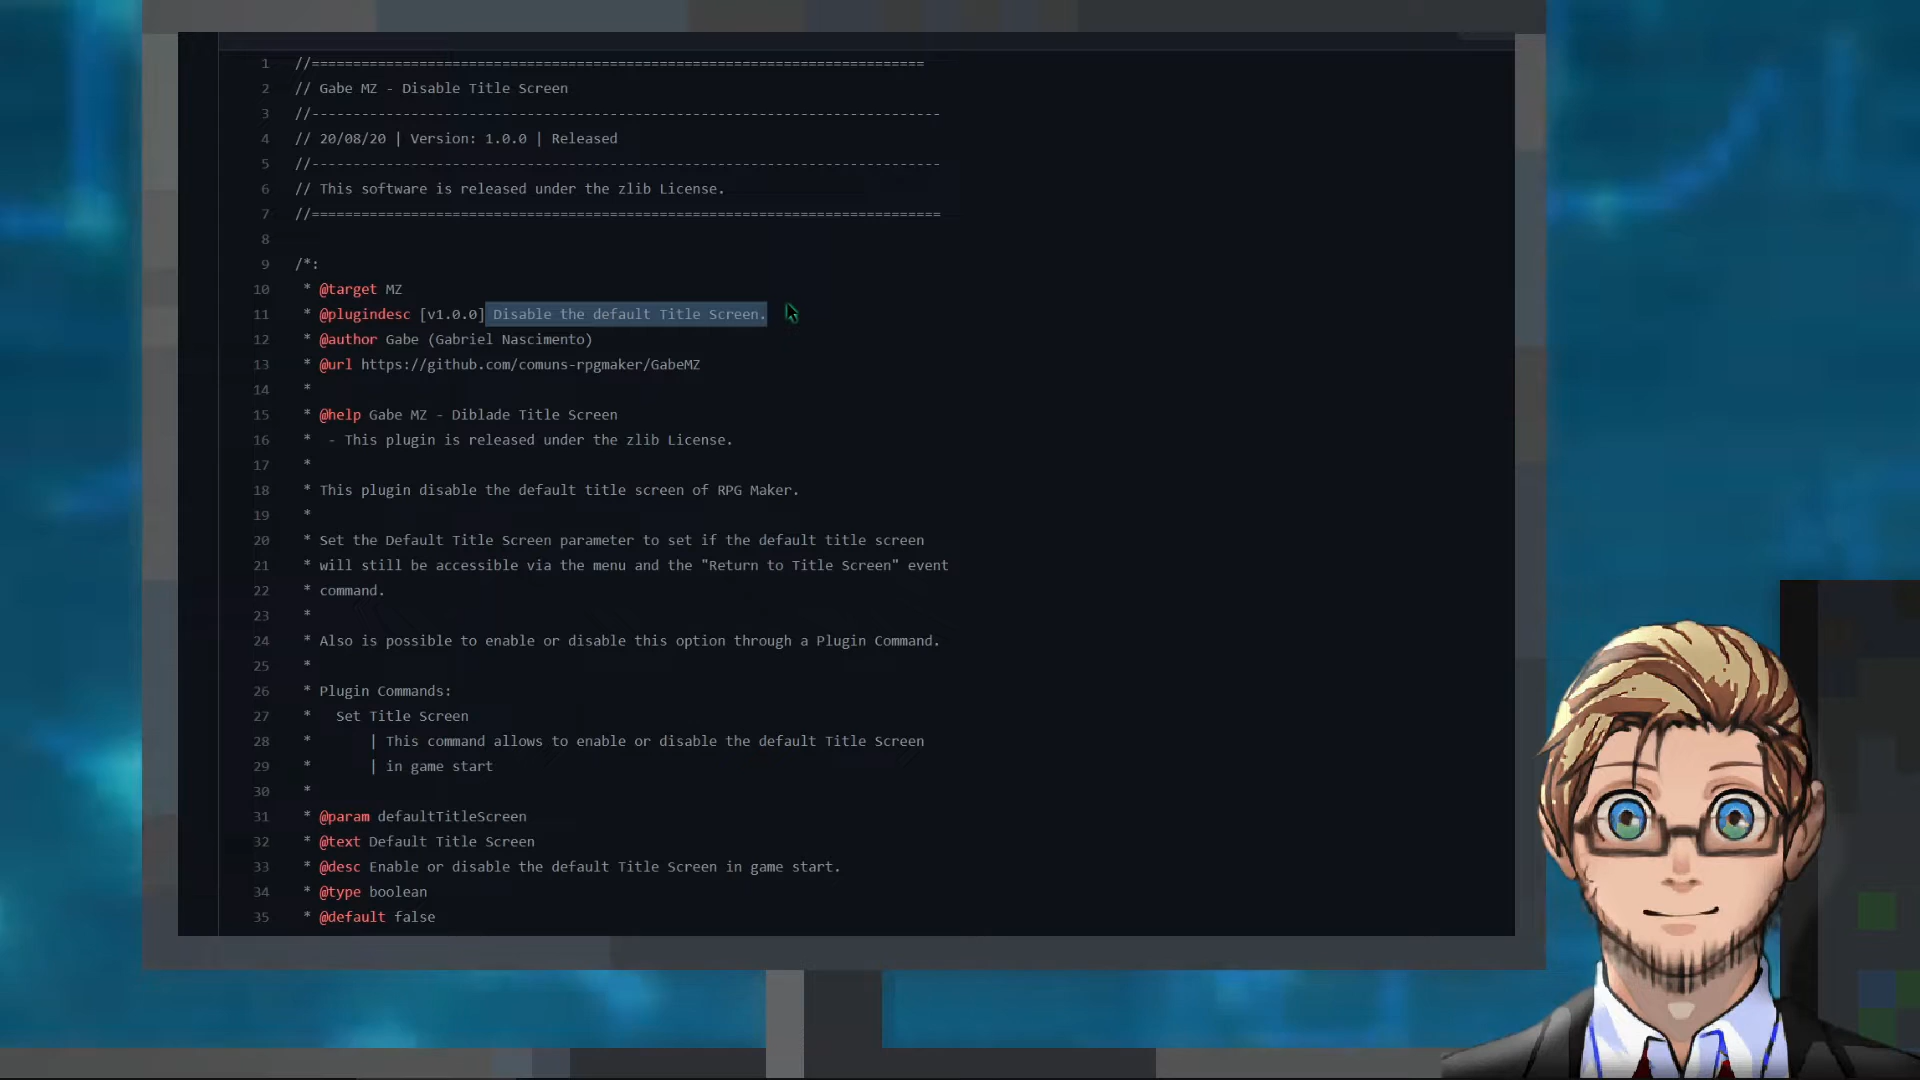 1 //==========================================================================
2 // Gabe MZ - Disable Title Screen
3 //----------------------------------------------------------------------------
4 // 20/08/20 | Version: 1.0.0 | Released
5 //----------------------------------------------------------------------------
6 // This software is released under the zlib License.
7 //============================================================================
8
9 /*:
10 * @target MZ
11 * @plugindesc [v1.0.0] Disable the default Title Screen.
12 * @author Gabe (Gabriel Nascimento)
13 * @url https://github.com/comuns-rpgmaker/GabeMZ
14 *
15 * @help Gabe MZ - Diblade Title Screen
16 *  - This plugin is released under the zlib License.
17 *
18 * This plugin disable the default title screen of RPG Maker.
19 *
20 * Set the Default Title Screen parameter to set if the default title screen
21 * will still be accessible via the menu and the "Return to Title Screen" event
22 * command.
23 *
24 * Also is possible to enable or disable this option through a Plugin Command.
25 *
26 * Plugin Commands:
27 *   Set Title Screen
28 *       | This command allows to enable or disable the default Title Screen
29 *       | in game start
30 *
31 * @param defaultTitleScreen
32 * @text Default Title Screen
33 * @desc Enable or disable the default Title Screen in game start.
34 * @type boolean
35 * @default false